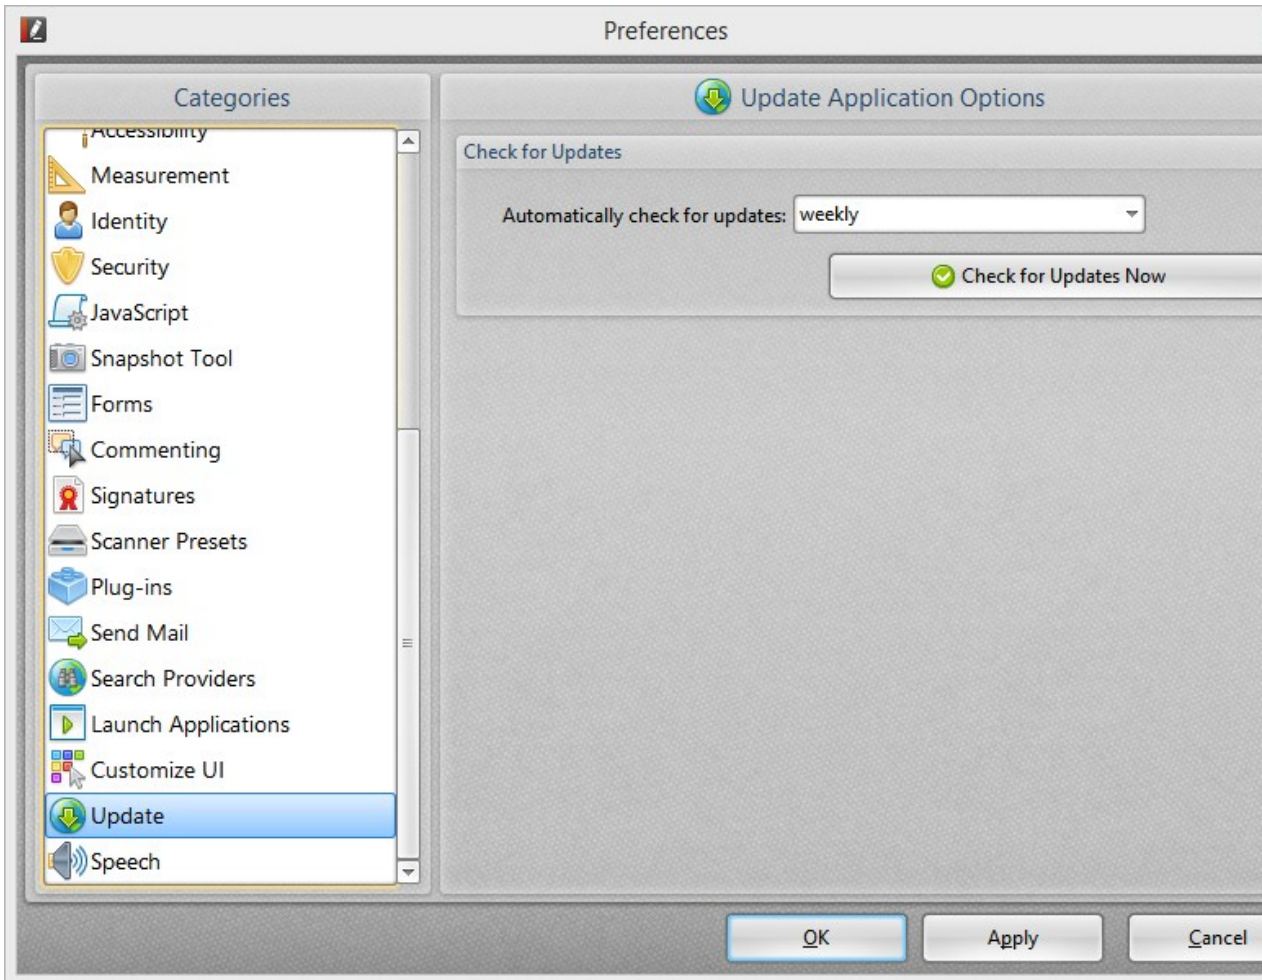 Preferences
Categories
Accessibility
Measurement
Identity
Security
JavaScript
Snapshot Tool
Forms
Commenting
Signatures
Scanner Presets
Plug-ins
Send Mail
Search Providers
Launch Applications
Customize UI
Update
Speech
Update Application Options
Check for Updates
Automatically check for updates: weekly
Check for Updates Now
OK Apply Cancel